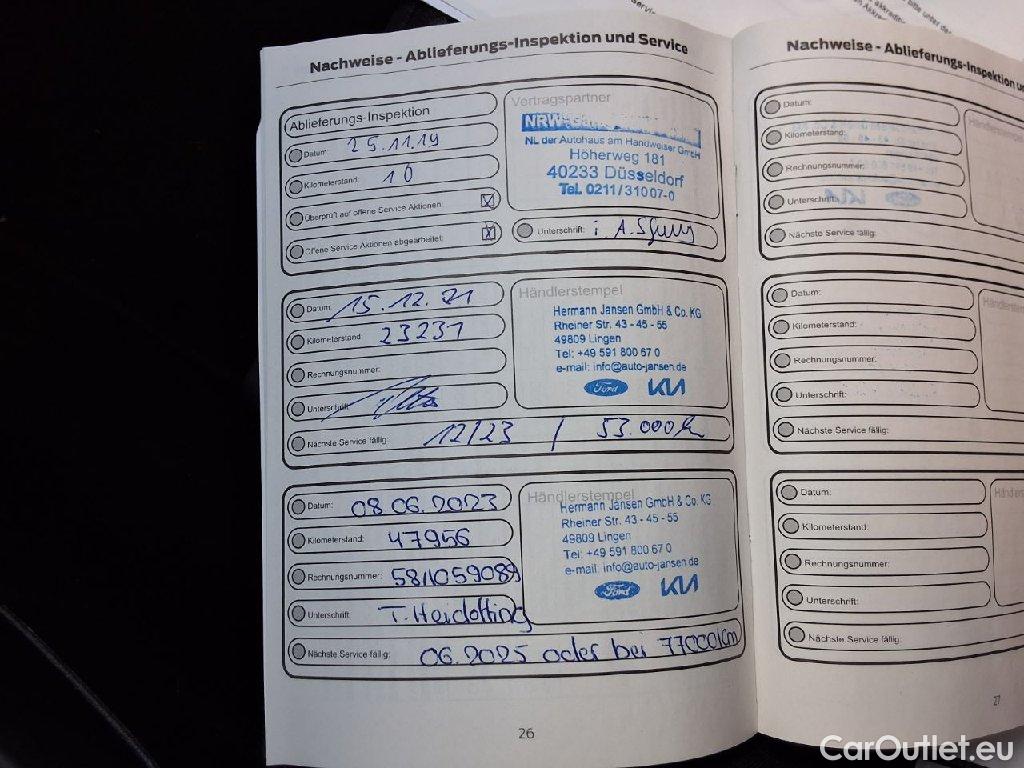 Nachweise - Ablieferungs-Inspektion und Service
Ablieferungs-Inspektion
Datum: 25.11.19
Kilometerstand: 10
Überprüft auf offene Service Aktionen: X
Offene Service Aktionen abgearbeitet: X
Vertragspartner
NRW-
NL der Autohaus am Handweiser GmbH
Höherweg 181
40233 Düsseldorf
Tel. 0211/310 07-0
Unterschrift: i. A.
Datum: 15.12.21
Kilometerstand: 23231
Rechnungsnummer:
Unterschrift:
Nächste Service fällig: 12/23 / 53.000km
Händlerstempel
Hermann Jansen GmbH & Co. KG
Rheiner Str. 43 - 45 - 55
49809 Lingen
Tel: +49 591 800 67 0
e-mail: info@auto-jansen.de
Ford KIA
Datum: 08.06.2023
Kilometerstand: 47956
Rechnungsnummer: 5811059089
Unterschrift: T. Heidotting
Nächste Service fällig: 06.2025 oder bei 77000km
Händlerstempel
Hermann Jansen GmbH & Co. KG
Rheiner Str. 43 - 45 - 55
49809 Lingen
Tel: +49 591 800 67 0
e-mail: info@auto-jansen.de
Ford KIA
26
Nachweise - Ablieferungs-Inspektion
Datum:
Kilometerstand:
Rechnungsnummer:
Unterschrift:
Nächste Service fällig:
Datum:
Kilometerstand:
Rechnungsnummer:
Unterschrift:
Nächste Service fällig:
Datum:
Kilometerstand:
Rechnungsnummer:
Unterschrift:
Nächste Service fällig:
27
CarOutlet.eu